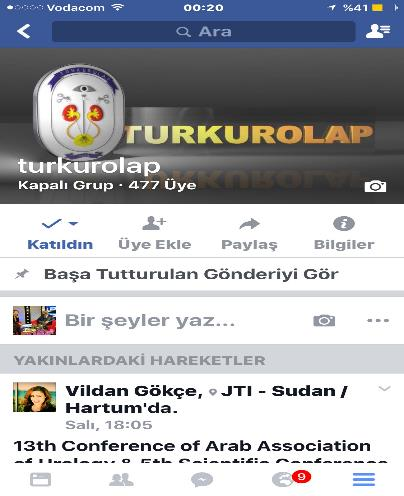 Vodacom 00:20 %41
Ara
TURKUROLAP
turkurolap
Kapalı Grup · 477 Üye
Katıldın Üye Ekle Paylaş Bilgiler
Başa Tutturulan Gönderiyi Gör
Bir şeyler yaz...
YAKINLARDAKİ HAREKETLER
Vildan Gökçe, JTI - Sudan /
Hartum'da.
Salı, 18:05
13th Conference of Arab Association
of Urology & 5th Scientific Conference
9